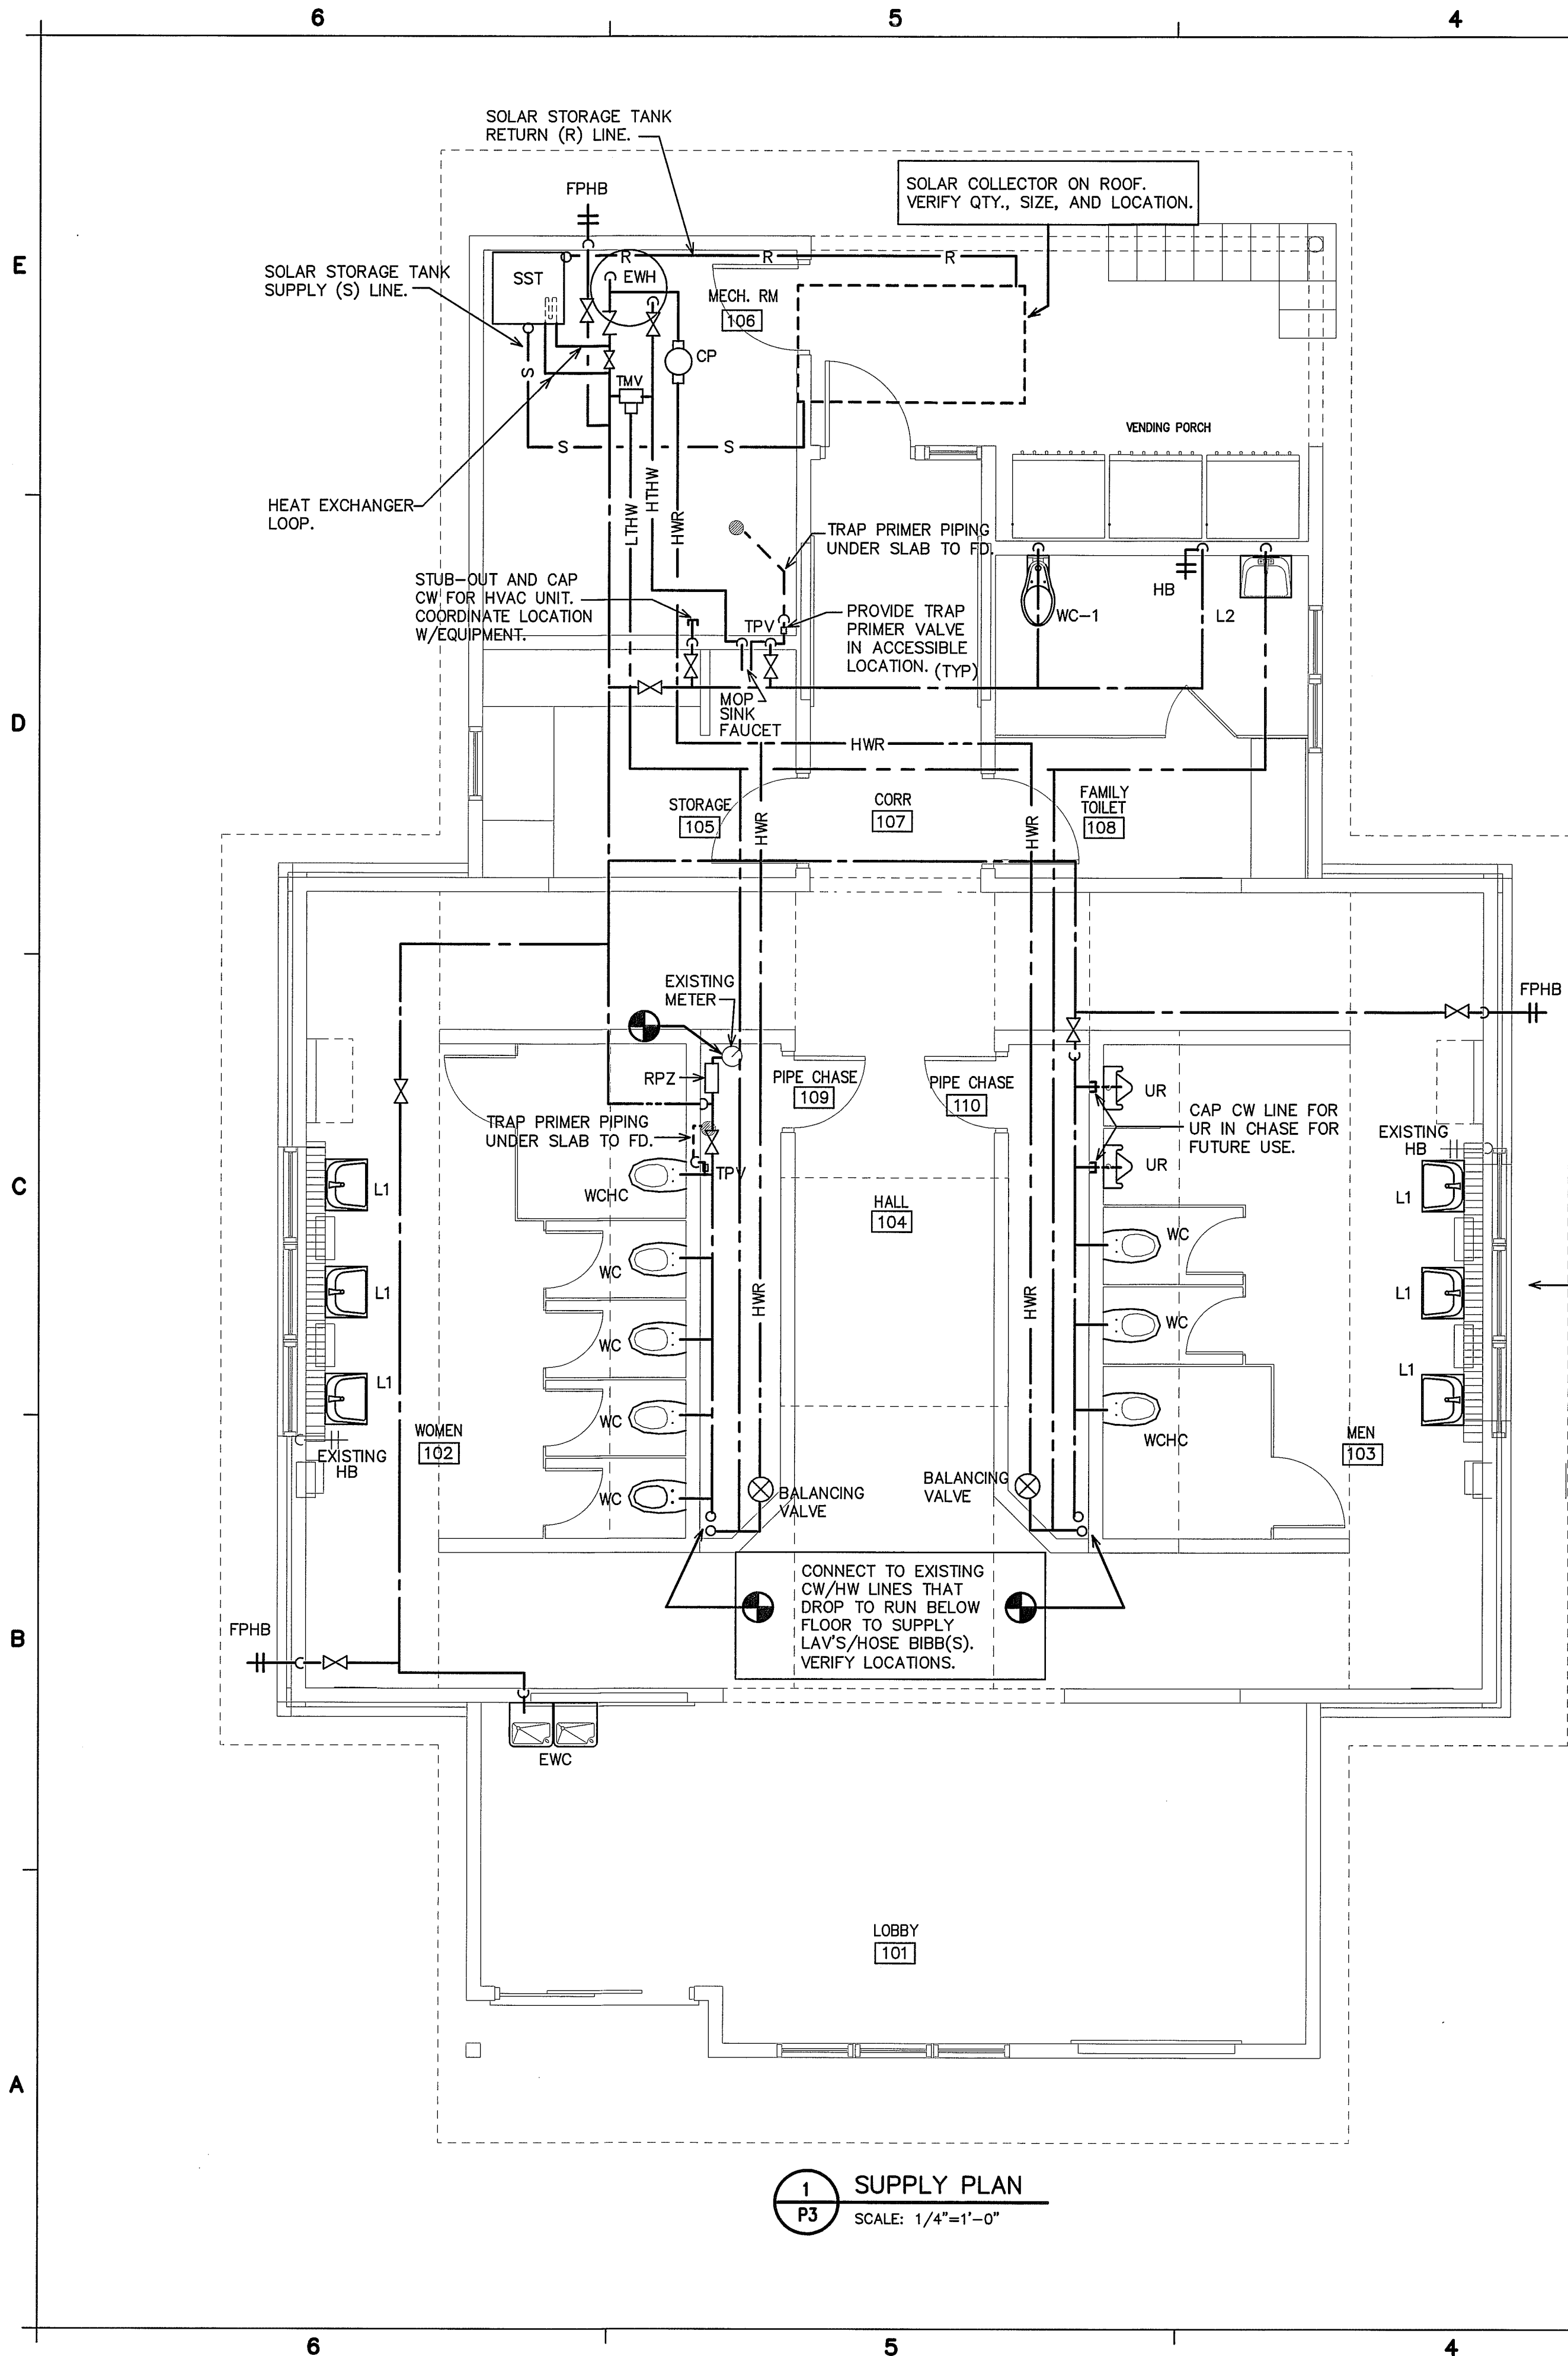 6
5
4
SOLAR STORAGE TANK
RETURN (R) LINE.
SOLAR COLLECTOR ON ROOF.
VERIFY QTY., SIZE, AND LOCATION.
FPHB
E
SOLAR STORAGE TANK
SUPPLY (S) LINE.
SST
EWH
R
R
R
MECH. RM
106
CP
S
TMV
VENDING PORCH
S
S
HEAT EXCHANGER
LOOP.
LTHW
HTHW
HWR
TRAP PRIMER PIPING
UNDER SLAB TO FD.
STUB-OUT AND CAP
CW FOR HVAC UNIT.
COORDINATE LOCATION
W/EQUIPMENT.
TPV
PROVIDE TRAP
PRIMER VALVE
IN ACCESSIBLE
LOCATION. (TYP)
HB
WC-1
L2
MOP
SINK
FAUCET
D
HWR
STORAGE
105
CORR
107
FAMILY
TOILET
108
HWR
HWR
EXISTING
METER
FPHB
RPZ
PIPE CHASE
109
PIPE CHASE
110
UR
TRAP PRIMER PIPING
UNDER SLAB TO FD.
CAP CW LINE FOR
UR IN CHASE FOR
FUTURE USE.
EXISTING
HB
UR
TPV
C
L1
WCHC
HALL
104
L1
WC
WC
L1
HWR
HWR
L1
WC
WC
L1
L1
WC
WOMEN
102
WCHC
MEN
103
EXISTING
HB
WC
BALANCING
VALVE
BALANCING
VALVE
CONNECT TO EXISTING
CW/HW LINES THAT
DROP TO RUN BELOW
FLOOR TO SUPPLY
LAV'S/HOSE BIBB(S).
VERIFY LOCATIONS.
B
FPHB
EWC
LOBBY
101
A
1
P3
SUPPLY PLAN
SCALE: 1/4"=1'-0"
6
5
4